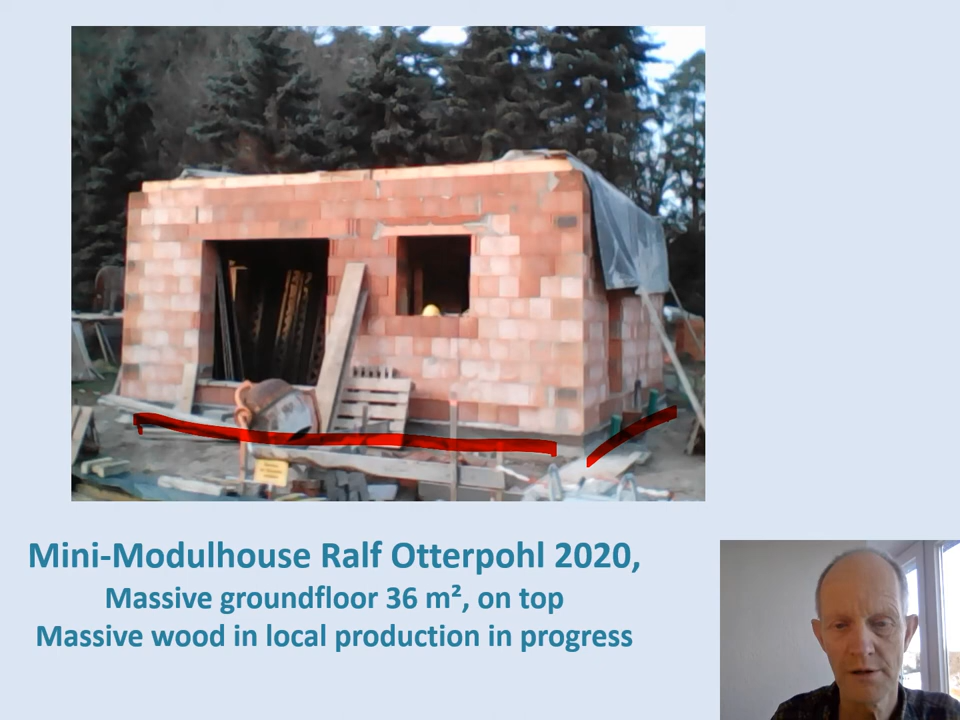 Mini-Modulhouse Ralf Otterpohl 2020,
Massive groundfloor 36 m², on top
Massive wood in local production in progress